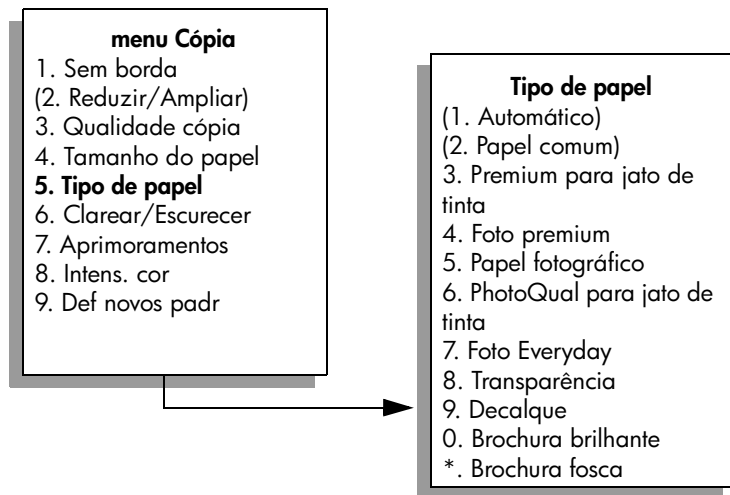 menu Cópia
1. Sem borda
(2. Reduzir/Ampliar)
3. Qualidade cópia
4. Tamanho do papel
5. Tipo de papel
6. Clarear/Escurecer
7. Aprimoramentos
8. Intens. cor
9. Def novos padr
Tipo de papel
(1. Automático)
(2. Papel comum)
3. Premium para jato de
tinta
4. Foto premium
5. Papel fotográfico
6. PhotoQual para jato de
tinta
7. Foto Everyday
8. Transparência
9. Decalque
0. Brochura brilhante
*. Brochura fosca